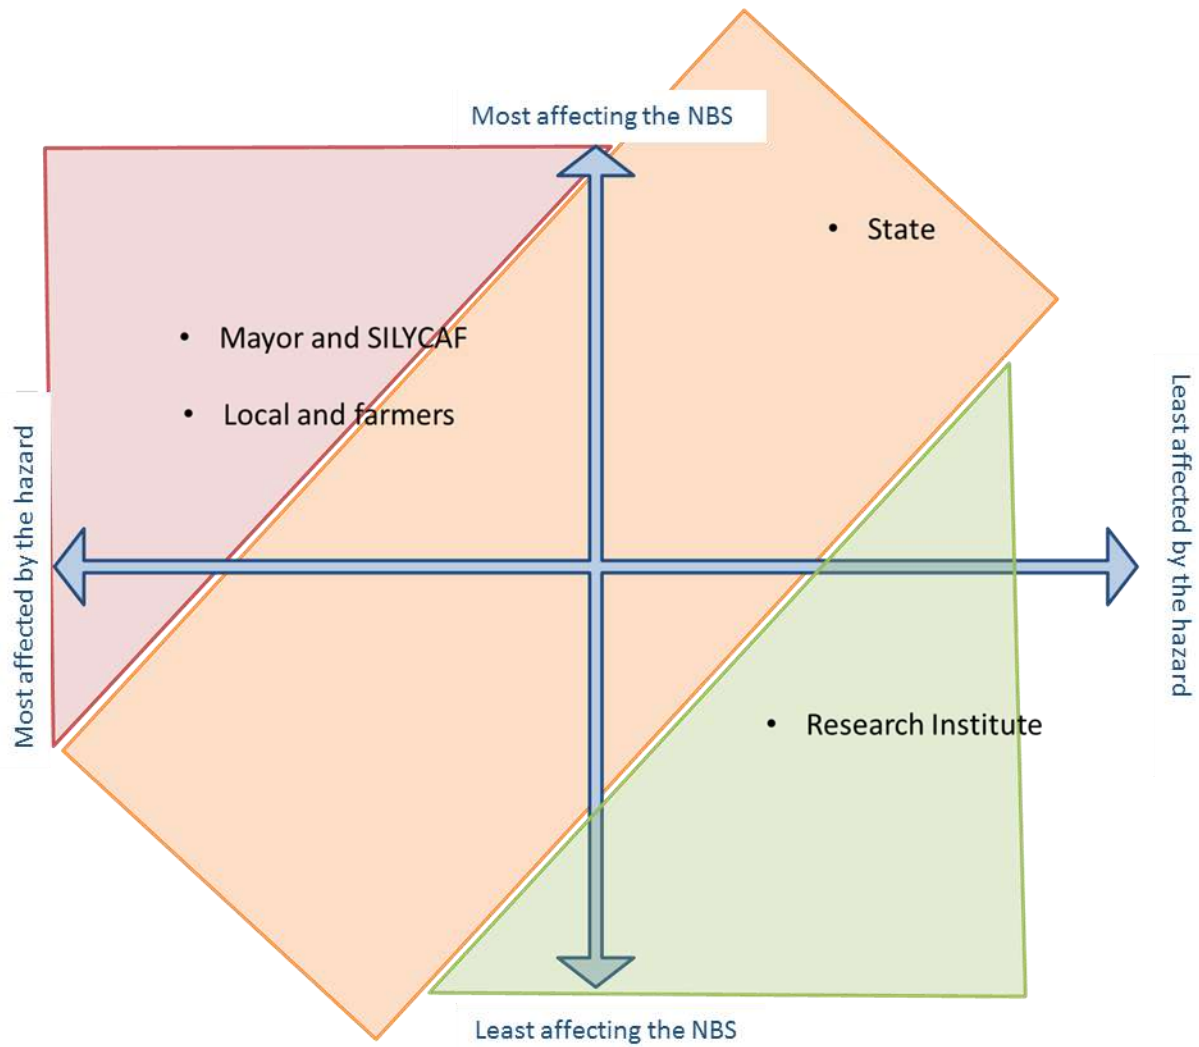 Most affecting the NBS
• State
• Mayor and SILYCAF
• Local and farmers
Most affected by the hazard
Least affected by the hazard
• Research Institute
Least affecting the NBS